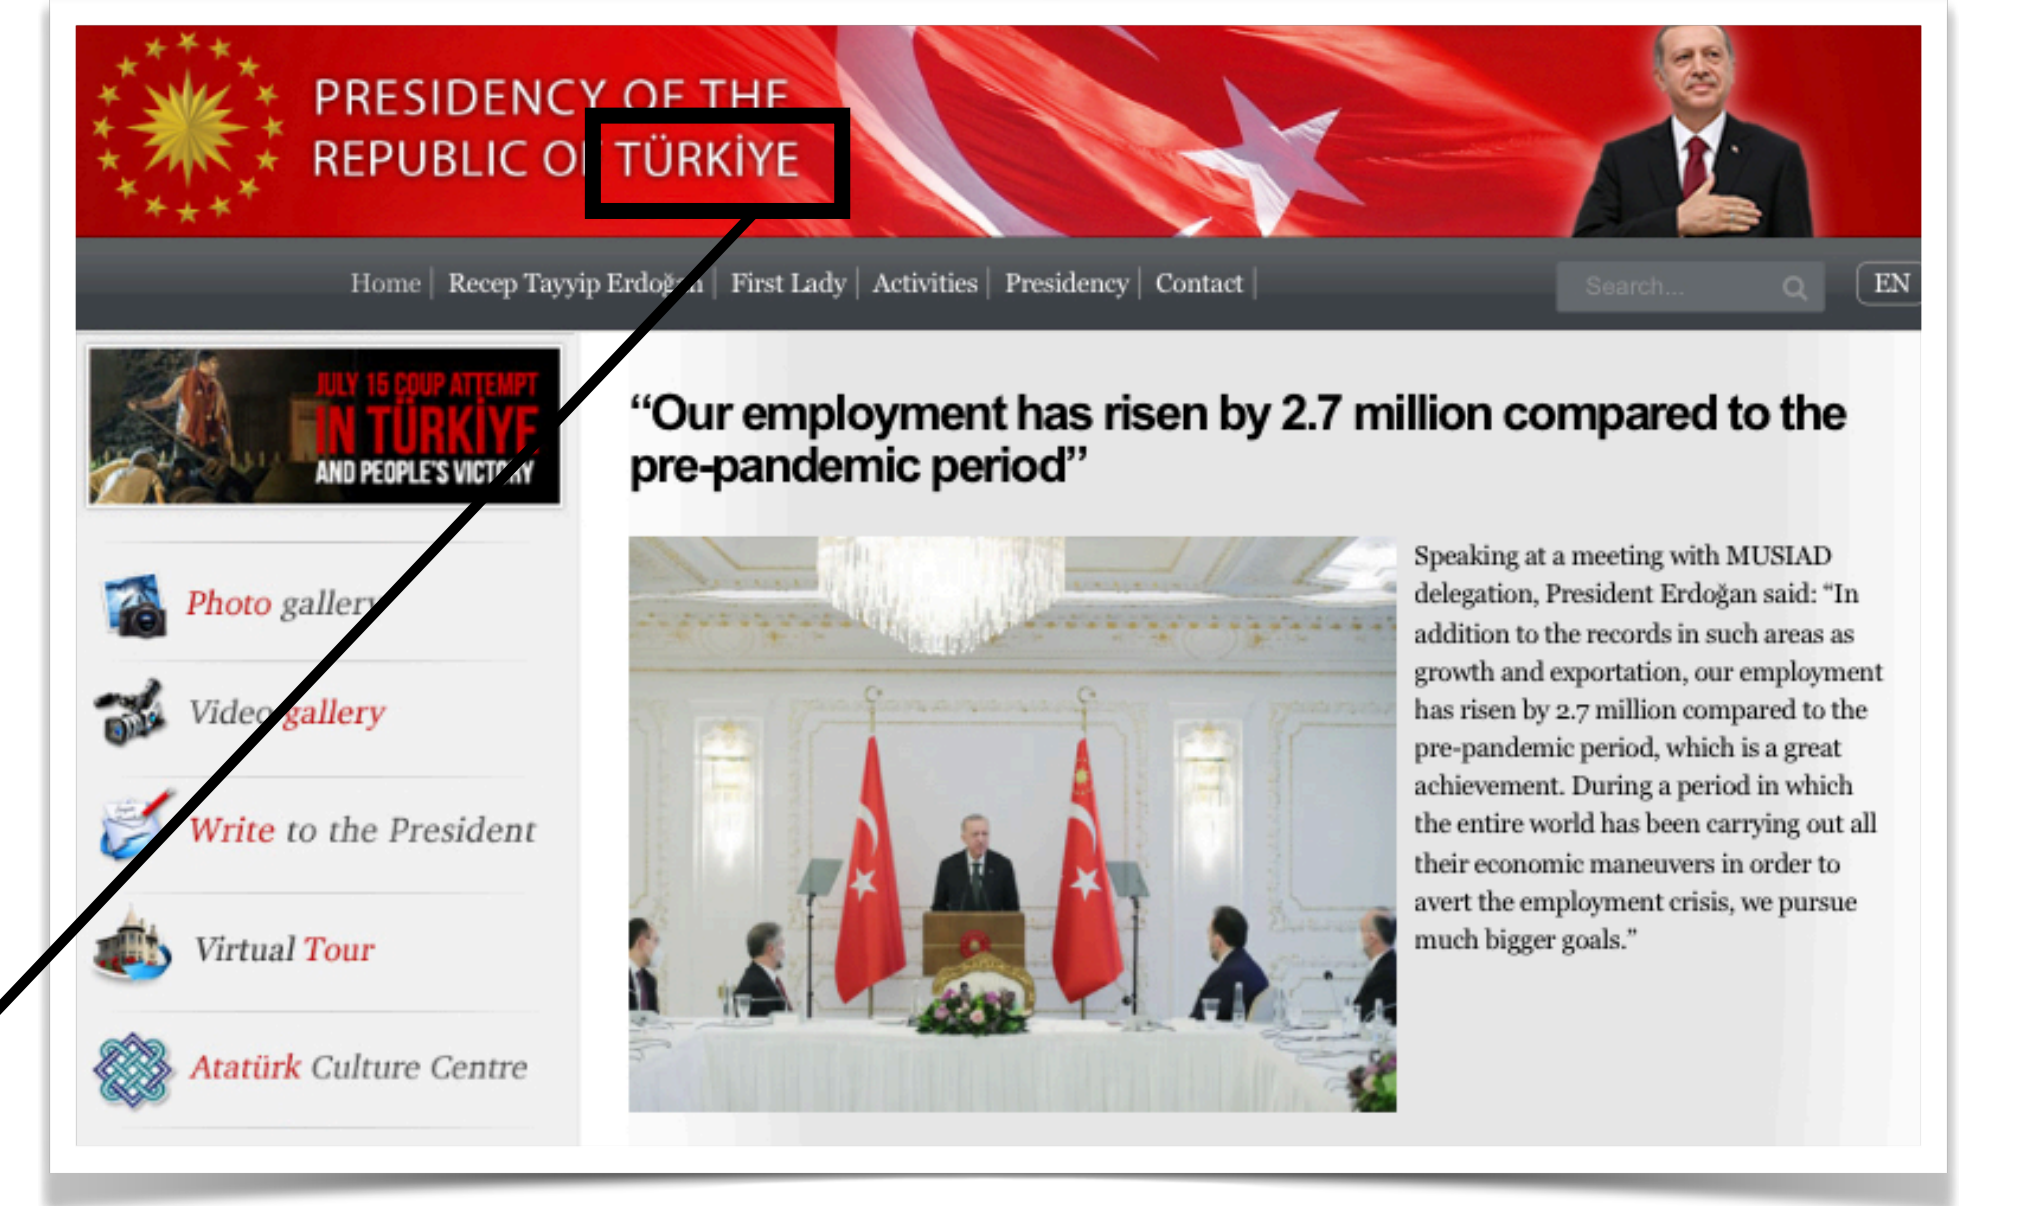 PRESIDENCY OF THE
REPUBLIC OF TÜRKİYE
Home | Recep Tayyip Erdoğan | First Lady | Activities | Presidency | Contact |
Search...
EN
JULY 15 COUP ATTEMPT
IN TÜRKİYE
AND PEOPLE'S VICTORY
Photo gallery
Video gallery
Write to the President
Virtual Tour
Atatürk Culture Centre
“Our employment has risen by 2.7 million compared to the
pre-pandemic period”
Speaking at a meeting with MUSIAD
delegation, President Erdoğan said: “In
addition to the records in such areas as
growth and exportation, our employment
has risen by 2.7 million compared to the
pre-pandemic period, which is a great
achievement. During a period in which
the entire world has been carrying out all
their economic maneuvers in order to
avert the employment crisis, we pursue
much bigger goals.”